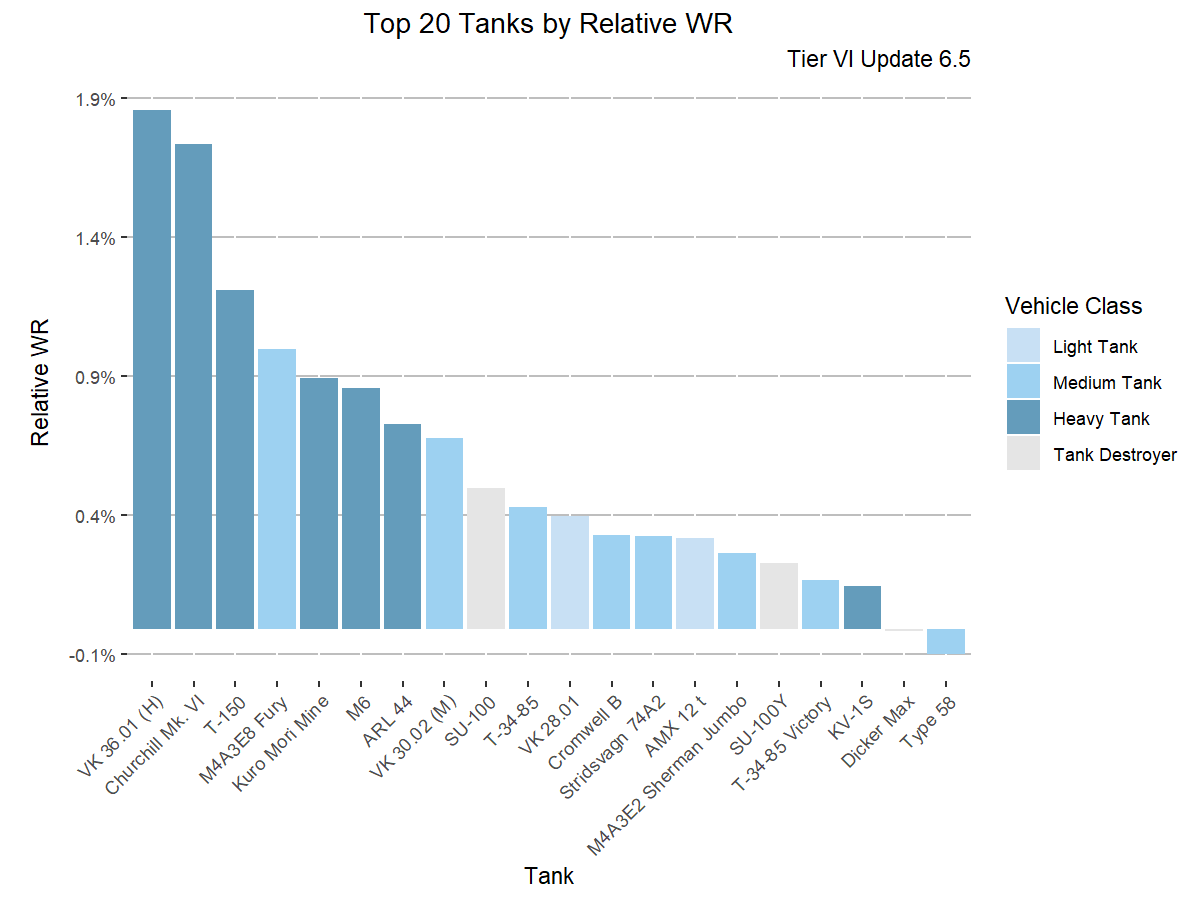 Top 20 Tanks by Relative WR
Tier VI Update 6.5
1.9%
1.4%
0.9%
0.4%
-0.1%
Relative WR
VK 36.01 (H)
Churchill Mk. VI
T-150
M4A3E8 Fury
Kuro Mori Mine
M6
ARL 44
VK 30.02 (M)
SU-100
T-34-85
VK 28.01
Cromwell B
Stridsvagn 74A2
AMX 12 t
M4A3E2 Sherman Jumbo
SU-100Y
T-34-85 Victory
KV-1S
Dicker Max
Type 58
Tank
Vehicle Class
Light Tank
Medium Tank
Heavy Tank
Tank Destroyer